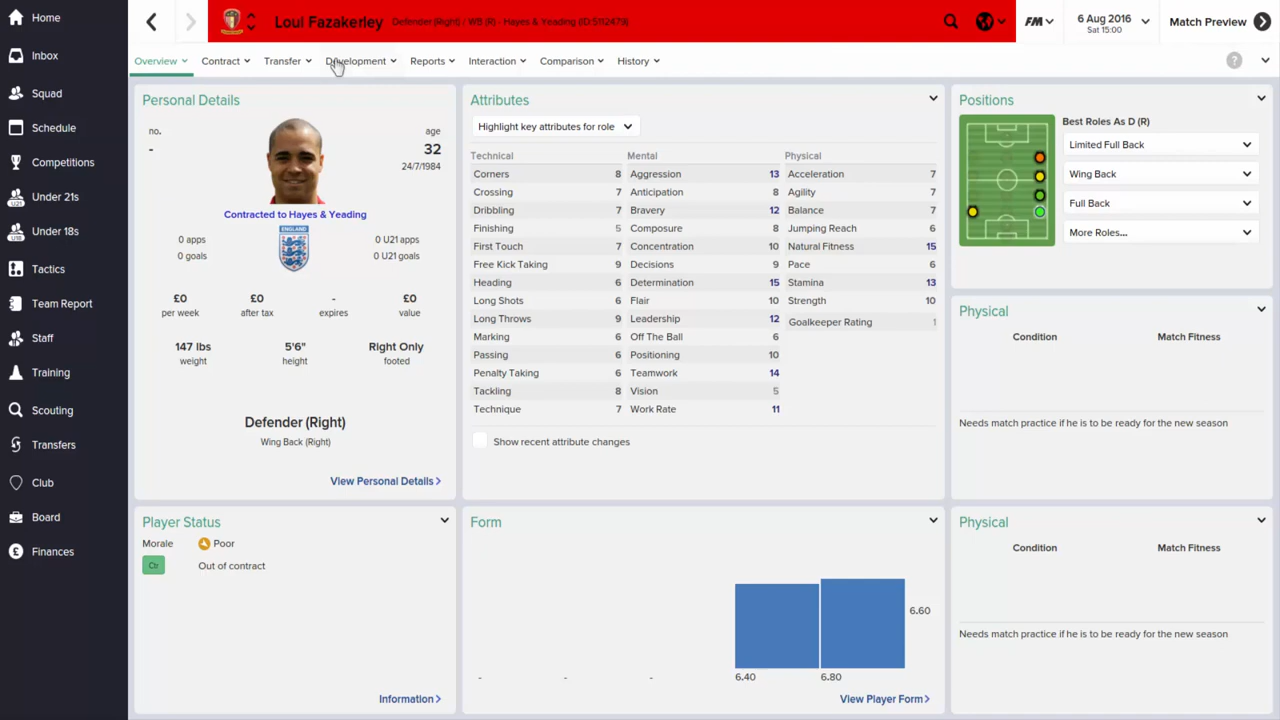 Home
Inbox
Squad
Schedule
Competitions
Under 21s
Under 18s
Tactics
Team Report
Staff
Training
Scouting
Transfers
Club
Board
Finances
Loui Fazakerley
Defender (Right) / WB (R) - Hayes & Yeading (ID:5112479)
FM
6 Aug 2016
Sat 15:00
Match Preview
Overview Contract Transfer Development Reports Interaction Comparison History
?
Personal Details
no.
-
age
32
24/7/1984
Contracted to Hayes & Yeading
0 apps
0 goals
0 U21 apps
0 U21 goals
£0 £0 - £0
per week after tax expires value
147 lbs 5'6" Right Only
weight height footed
Defender (Right)
Wing Back (Right)
View Personal Details
Attributes
Highlight key attributes for role
Technical Mental Physical
Corners 8 Aggression 13 Acceleration 7
Crossing 7 Anticipation 8 Agility 7
Dribbling 7 Bravery 12 Balance 7
Finishing 5 Composure 8 Jumping Reach 6
First Touch 7 Concentration 10 Natural Fitness 15
Free Kick Taking 9 Decisions 9 Pace 6
Heading 6 Determination 15 Stamina 13
Long Shots 6 Flair 10 Strength 10
Long Throws 9 Leadership 12 Goalkeeper Rating 1
Marking 6 Off The Ball 6
Passing 6 Positioning 10
Penalty Taking 6 Teamwork 14
Tackling 8 Vision 5
Technique 7 Work Rate 11
Show recent attribute changes
Positions
Best Roles As D (R)
Limited Full Back
Wing Back
Full Back
More Roles...
Physical
Condition Match Fitness
Needs match practice if he is to be ready for the new season
Player Status
Morale Poor
Ctr Out of contract
Information
Form
6.60
- - - 6.40 6.80
View Player Form
Physical
Condition Match Fitness
Needs match practice if he is to be ready for the new season